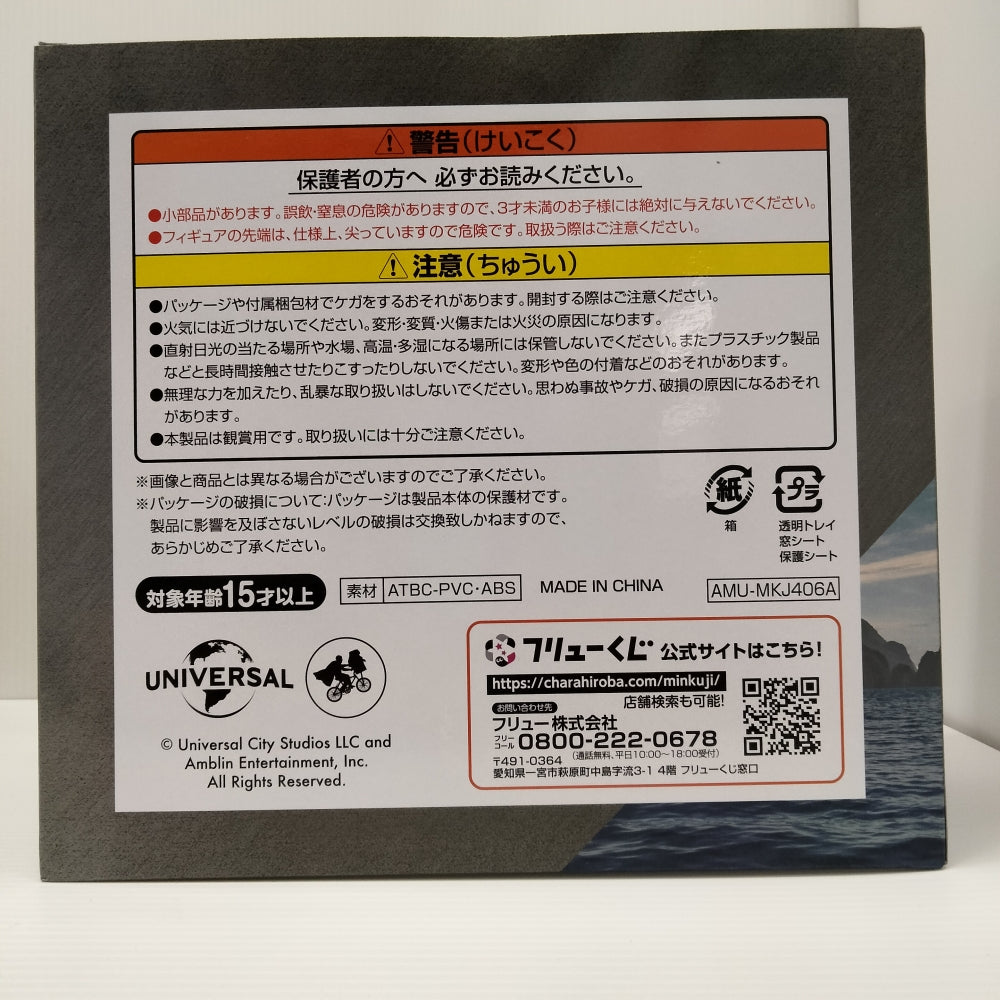 ⚠警告(けいこく)
保護者の方へ 必ずお読みください。
●小部品があります。誤飲・窒息の危険がありますので、3才未満のお子様には絶対に与えないでください。
●フィギュアの先端は、仕様上、尖っていますので危険です。取扱う際はご注意ください。
⚠注意(ちゅうい)
●パッケージや付属梱包材でケガをするおそれがあります。開封する際はご注意ください。
●火気には近づけないでください。変形・変質・火傷または火災の原因になります。
●直射日光の当たる場所や水場、高温・多湿になる場所には保管しないでください。またプラスチック製品
などと長時間接触させたりこすったりしないでください。変形や色の付着などのおそれがあります。
●無理な力を加えたり、乱暴な取り扱いはしないでください。思わぬ事故やケガ、破損の原因になるおそれ
があります。
●本製品は観賞用です。取り扱いには十分ご注意ください。
※画像と商品とは異なる場合がございますのでご了承ください。
※パッケージの破損について:パッケージは製品本体の保護材です。
製品に影響を及ぼさないレベルの破損は交換致しかねますので、
あらかじめご了承ください。
紙
箱
プラ
透明トレイ
窓シート
保護シート
対象年齢15才以上
素材 ATBC-PVC・ABS
MADE IN CHINA
AMU-MKJ406A
UNIVERSAL
© Universal City Studios LLC and
Amblin Entertainment, Inc.
All Rights Reserved.
フリューくじ 公式サイトはこちら!
https://charahiroba.com/minkuji/
店舗検索も可能!
お問い合わせ先
フリュー株式会社
フリーコール 0800-222-0678
(通話無料、平日10:00~18:00受付)
〒491-0364
愛知県一宮市萩原町中島字流3-1 4階 フリューくじ窓口